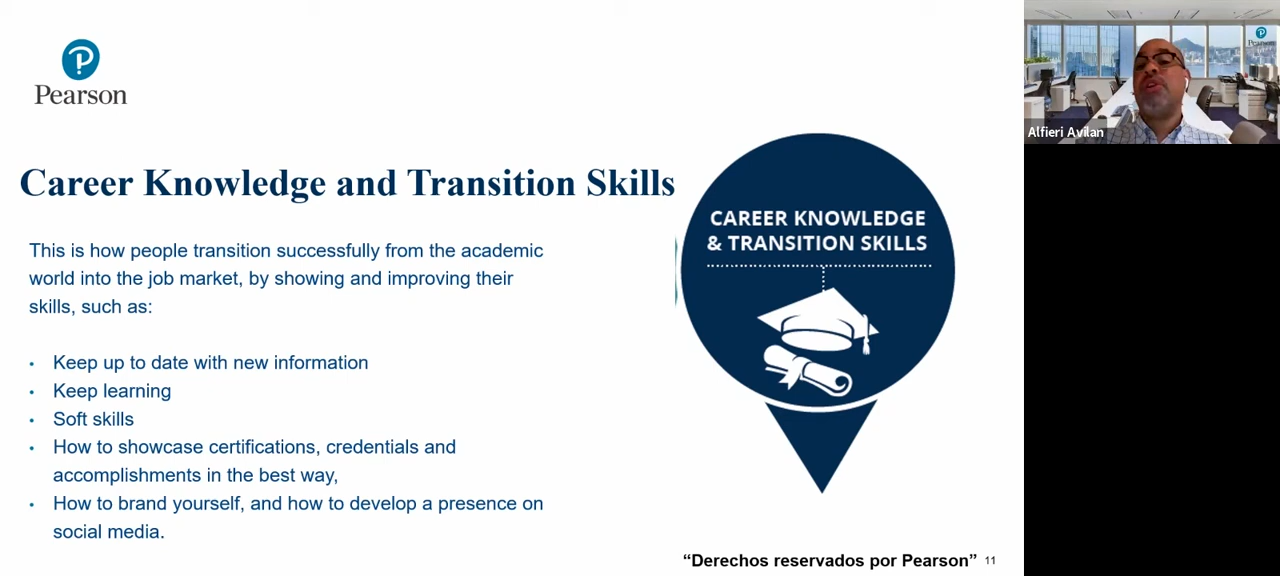 Pearson
Career Knowledge and Transition Skills
This is how people transition successfully from the academic
world into the job market, by showing and improving their
skills, such as:
• Keep up to date with new information
• Keep learning
• Soft skills
• How to showcase certifications, credentials and
accomplishments in the best way,
• How to brand yourself, and how to develop a presence on
social media.
CAREER KNOWLEDGE
& TRANSITION SKILLS
“Derechos reservados por Pearson” 11
Pearson
Alfieri Avilan